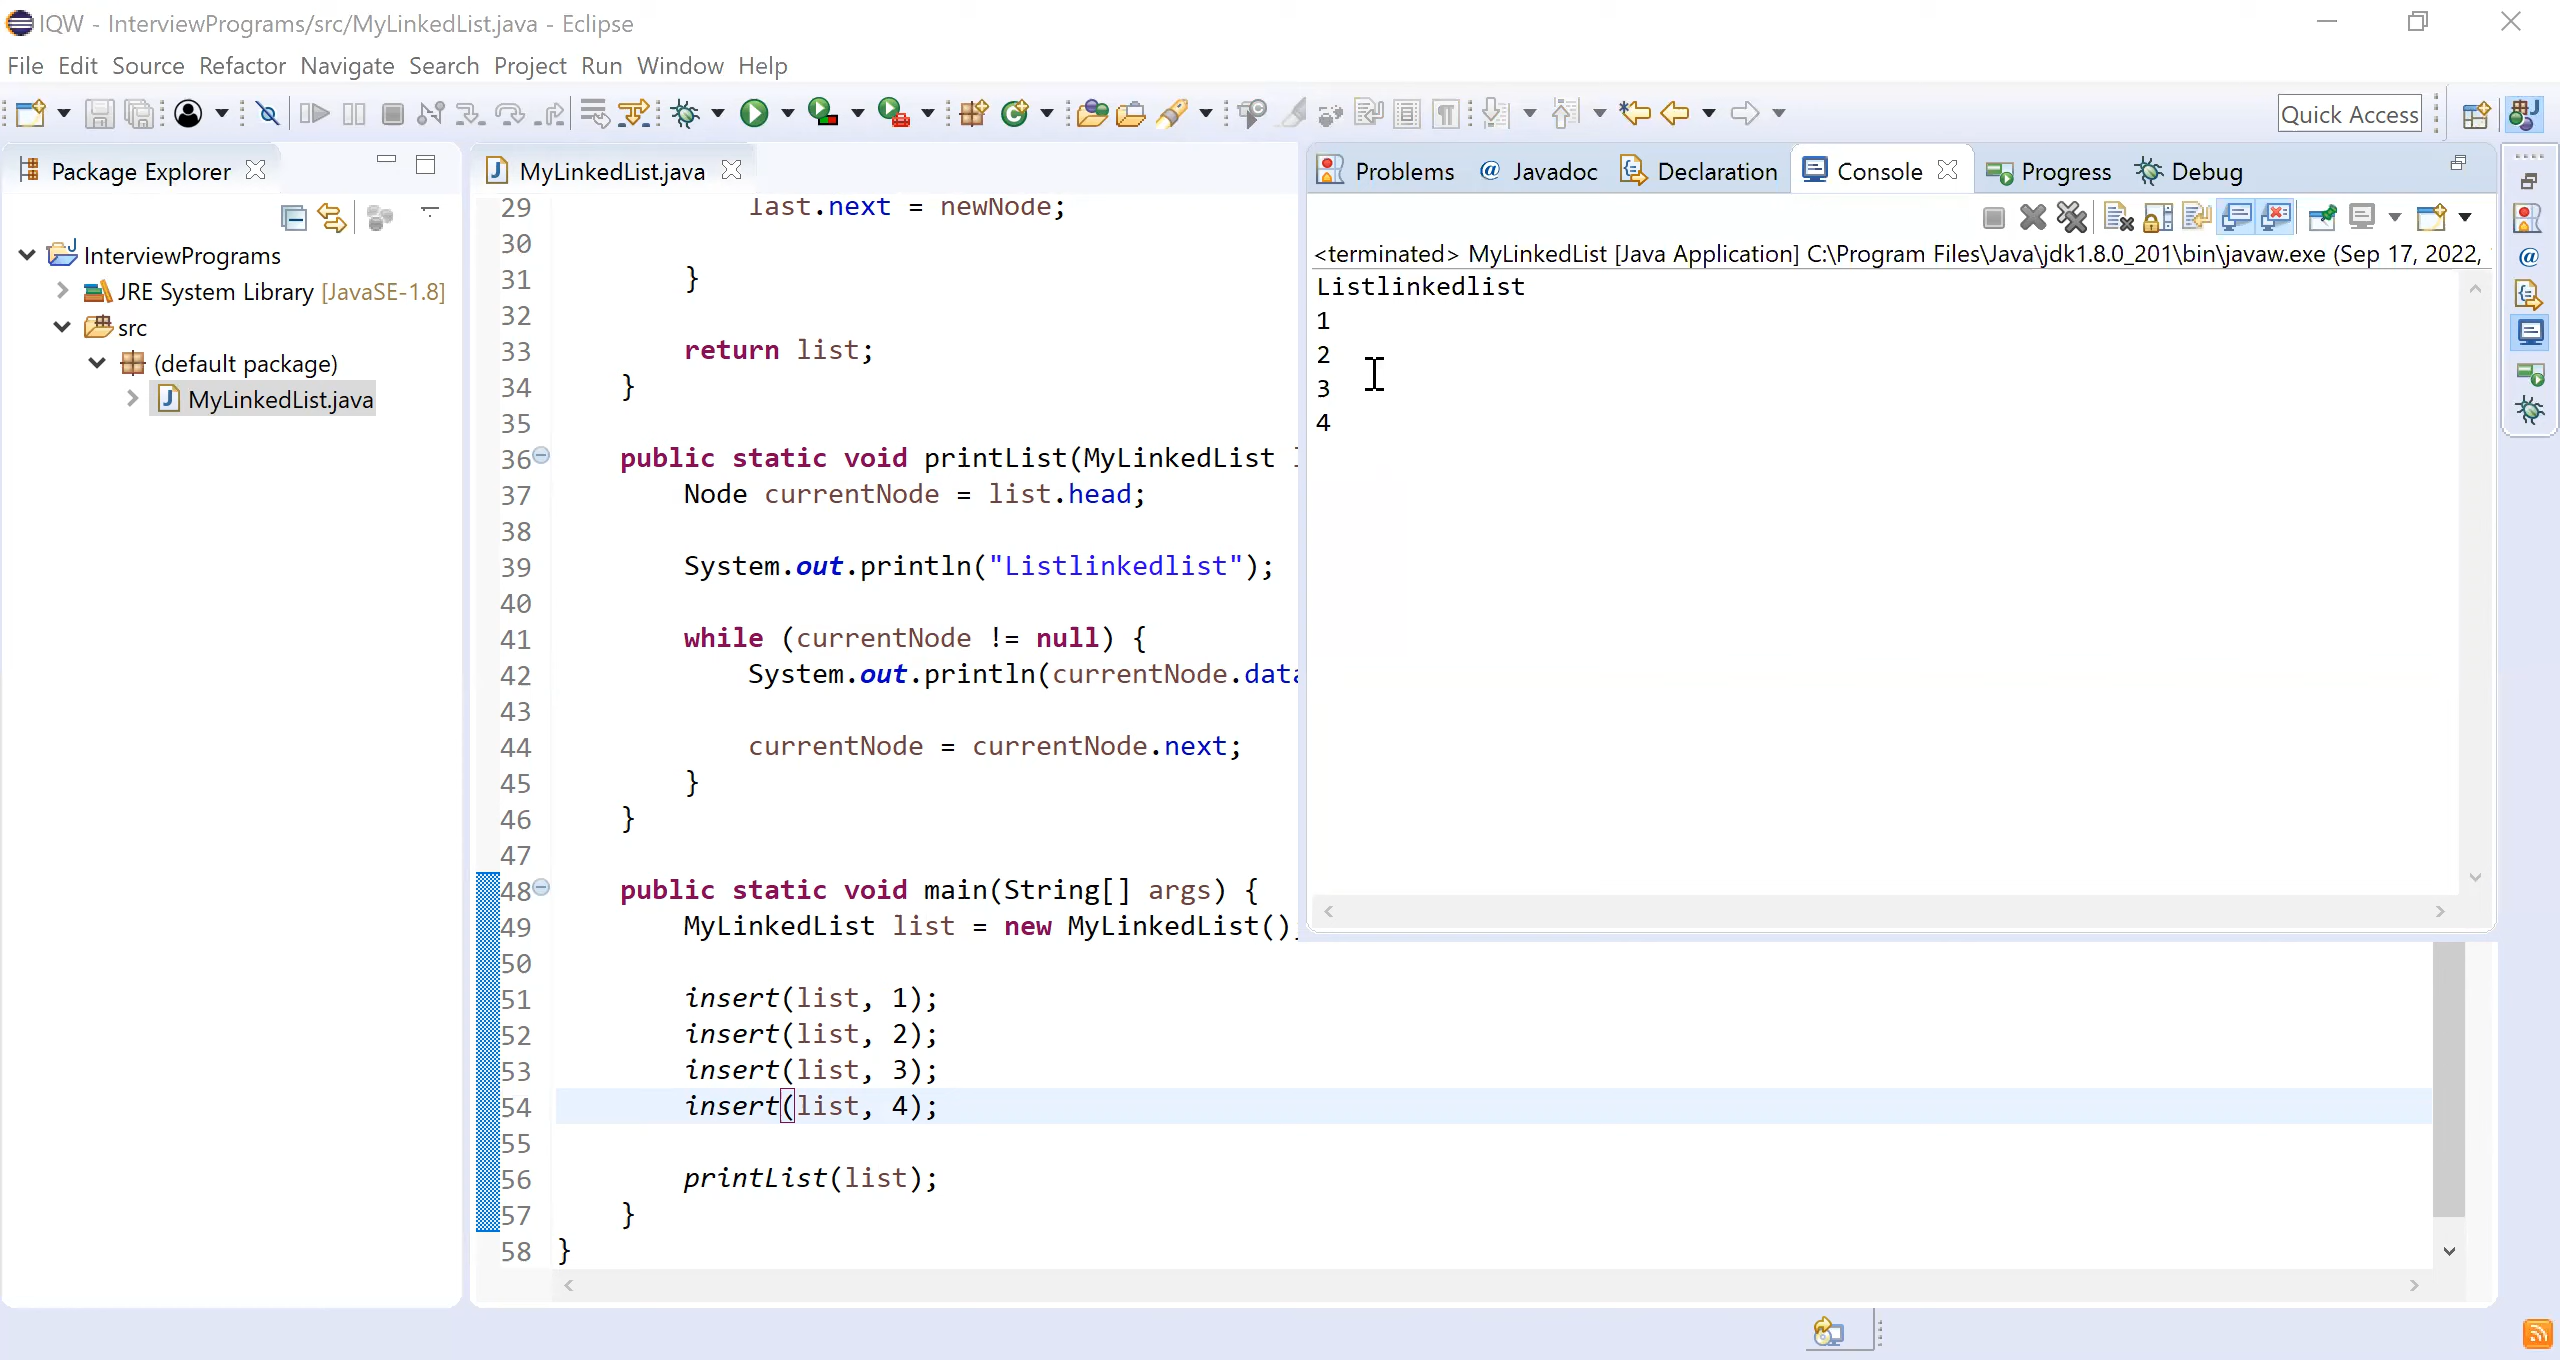 IQW - InterviewPrograms/src/MyLinkedList.java - Eclipse
File Edit Source Refactor Navigate Search Project Run Window Help
Quick Access
Package Explorer
InterviewPrograms
JRE System Library [JavaSE-1.8]
src
(default package)
MyLinkedList.java
MyLinkedList.java
29 last.next = newNode;
30
31 }
32
33 return list;
34 }
35
36 public static void printList(MyLinkedList
37 Node currentNode = list.head;
38
39 System.out.println("Listlinkedlist");
40
41 while (currentNode != null) {
42 System.out.println(currentNode.data
43
44 currentNode = currentNode.next;
45 }
46 }
47
48 public static void main(String[] args) {
49 MyLinkedList list = new MyLinkedList();
50
51 insert(list, 1);
52 insert(list, 2);
53 insert(list, 3);
54 insert(list, 4);
55
56 printList(list);
57 }
58 }
Problems @ Javadoc Declaration Console Progress Debug
<terminated> MyLinkedList [Java Application] C:\Program Files\Java\jdk1.8.0_201\bin\javaw.exe (Sep 17, 2022,
Listlinkedlist
1
2
3
4